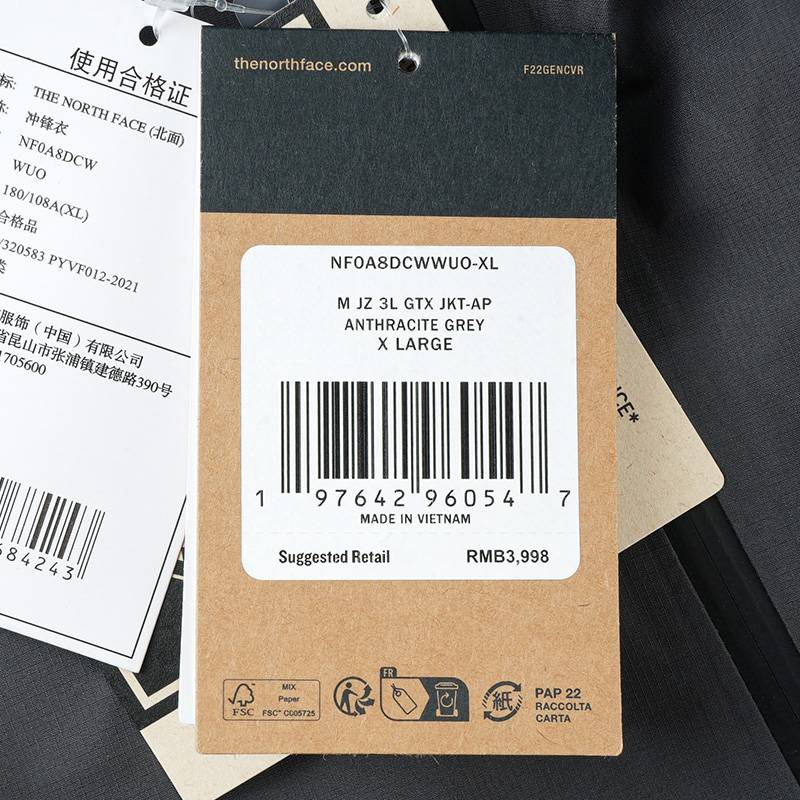 使用合格证
标: THE NORTH FACE (北面)
冲锋衣
NF0A8DCW
WUO
180/108A(XL)
合格品
/320583 PYVF012-2021
类
服饰（中国）有限公司
省昆山市张浦镇建德路390号
1705600
684243
thenorthface.com
F22GENCVR
NF0A8DCWWUO-XL
M JZ 3L GTX JKT-AP
ANTHRACITE GREY
X LARGE
1 97642 96054 7
MADE IN VIETNAM
Suggested Retail RMB3,998
FSC
MIX
Paper
FSC® C005725
FR
紙
PAP 22
RACCOLTA
CARTA